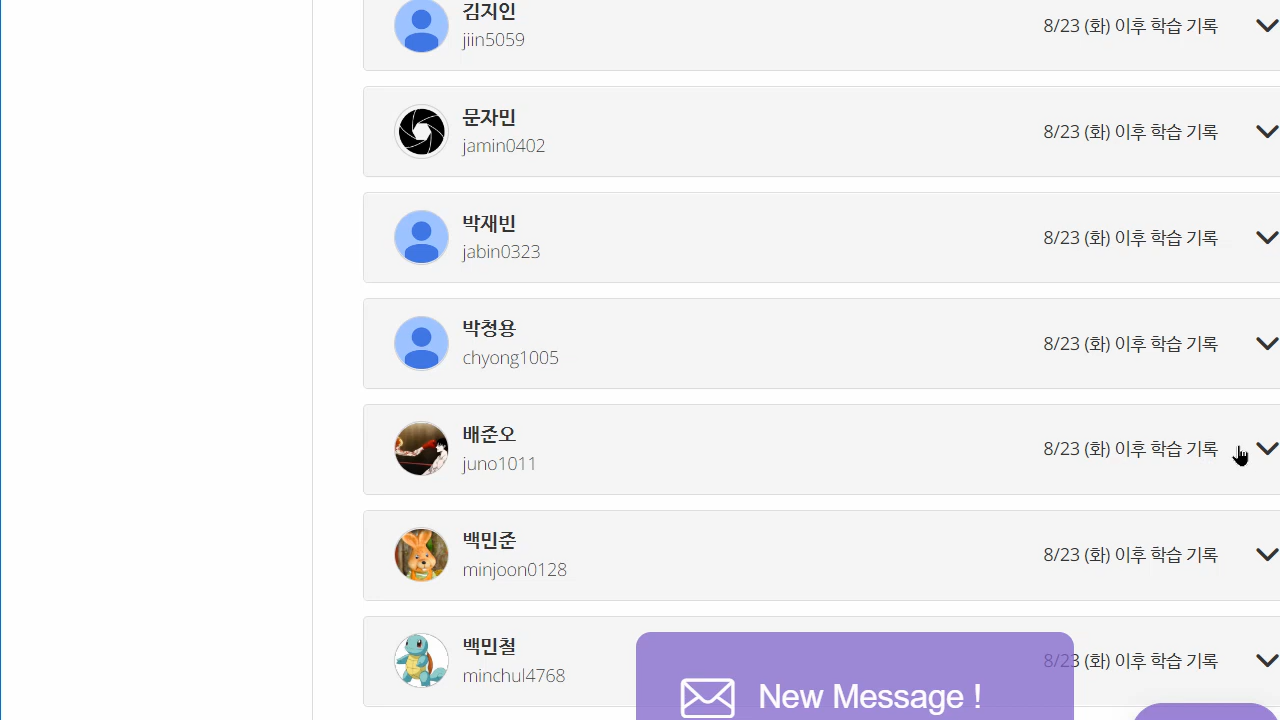 김지인
jiin5059
8/23 (화) 이후 학습 기록
문자민
jamin0402
8/23 (화) 이후 학습 기록
박재빈
jabin0323
8/23 (화) 이후 학습 기록
박청용
chyong1005
8/23 (화) 이후 학습 기록
배준오
juno1011
8/23 (화) 이후 학습 기록
백민준
minjoon0128
8/23 (화) 이후 학습 기록
백민철
minchul4768
8/23 (화) 이후 학습 기록
New Message !